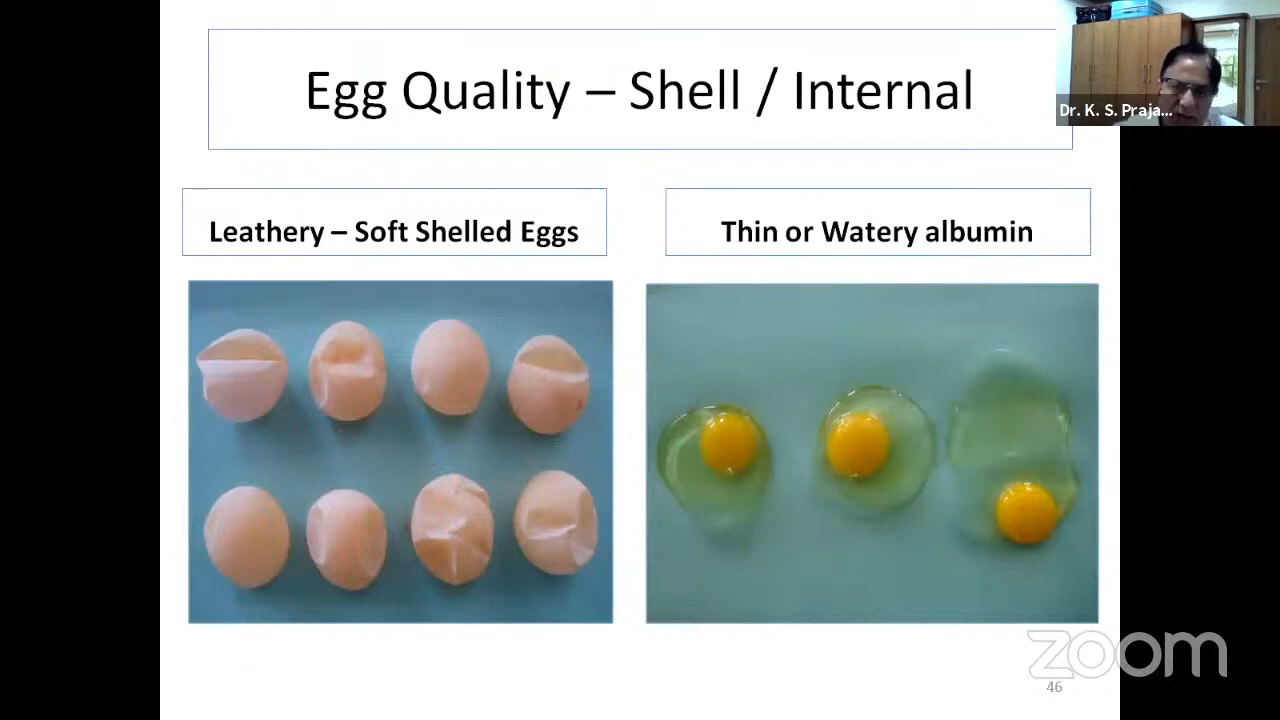 Egg Quality – Shell / Internal
Dr. K. S. Praja...
Leathery – Soft Shelled Eggs
Thin or Watery albumin
zoom
46